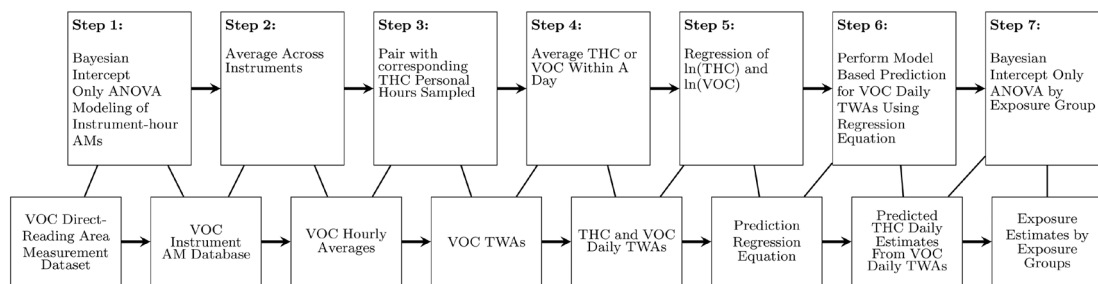 Step 1:
Bayesian
Intercept
Only ANOVA
Modeling of
Instrument-hour
AMs
Step 2:
Average Across
Instruments
Step 3:
Pair with
corresponding
THC Personal
Hours Sampled
Step 4:
Average THC or
VOC Within A
Day
Step 5:
Regression of
ln(THC) and
ln(VOC)
Step 6:
Perform Model
Based Prediction
for VOC Daily
TWAs Using
Regression
Equation
Step 7:
Bayesian
Intercept Only
ANOVA by
Exposure Group
VOC Direct-
Reading Area
Measurement
Dataset
VOC
Instrument
AM Database
VOC Hourly
Averages
VOC TWAs
THC and VOC
Daily TWAs
Prediction
Regression
Equation
Predicted
THC Daily
Estimates
From VOC
Daily TWAs
Exposure
Estimates by
Exposure
Groups